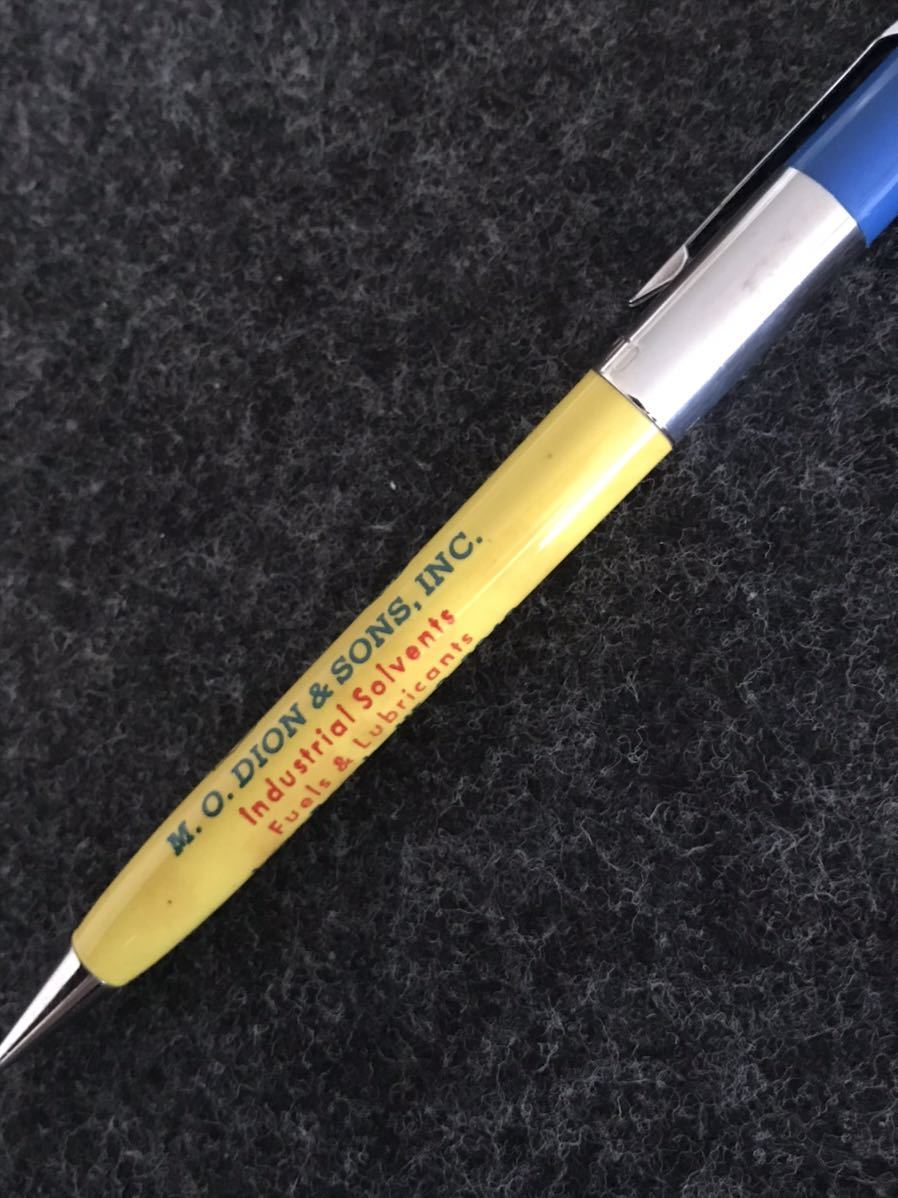 M. O. DION & SONS, INC.
Industrial Solvents
Fuels & Lubricants